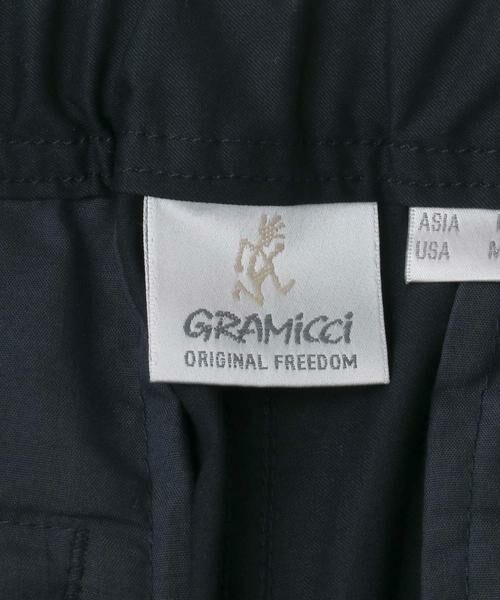 GRAMiCCi
ORIGINAL FREEDOM
ASIA
USA M